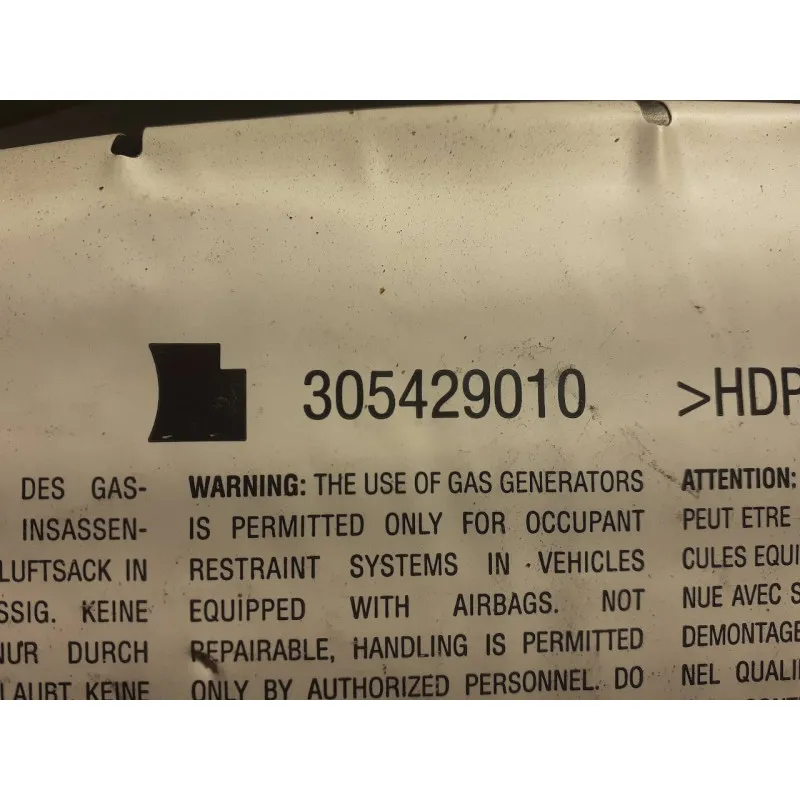 305429010 >HDP
DES GAS-
INSASSEN-
LUFTSACK IN
SSIG. KEINE
NUR DURCH
LAUBT. KEINE
WARNING: THE USE OF GAS GENERATORS
IS PERMITTED ONLY FOR OCCUPANT
RESTRAINT SYSTEMS IN VEHICLES
EQUIPPED WITH AIRBAGS. NOT
REPAIRABLE, HANDLING IS PERMITTED
ONLY BY AUTHORIZED PERSONNEL. DO
ATTENTION:
PEUT ETRE
CULES EQUI
NUE AVEC S
DEMONTAGE
NEL QUALI